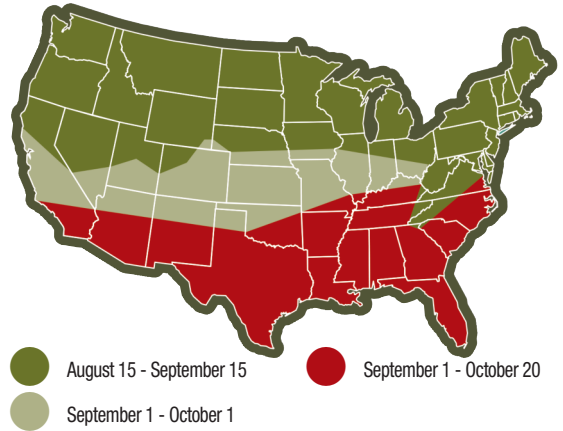 August 15 - September 15
September 1 - October 20
September 1 - October 1